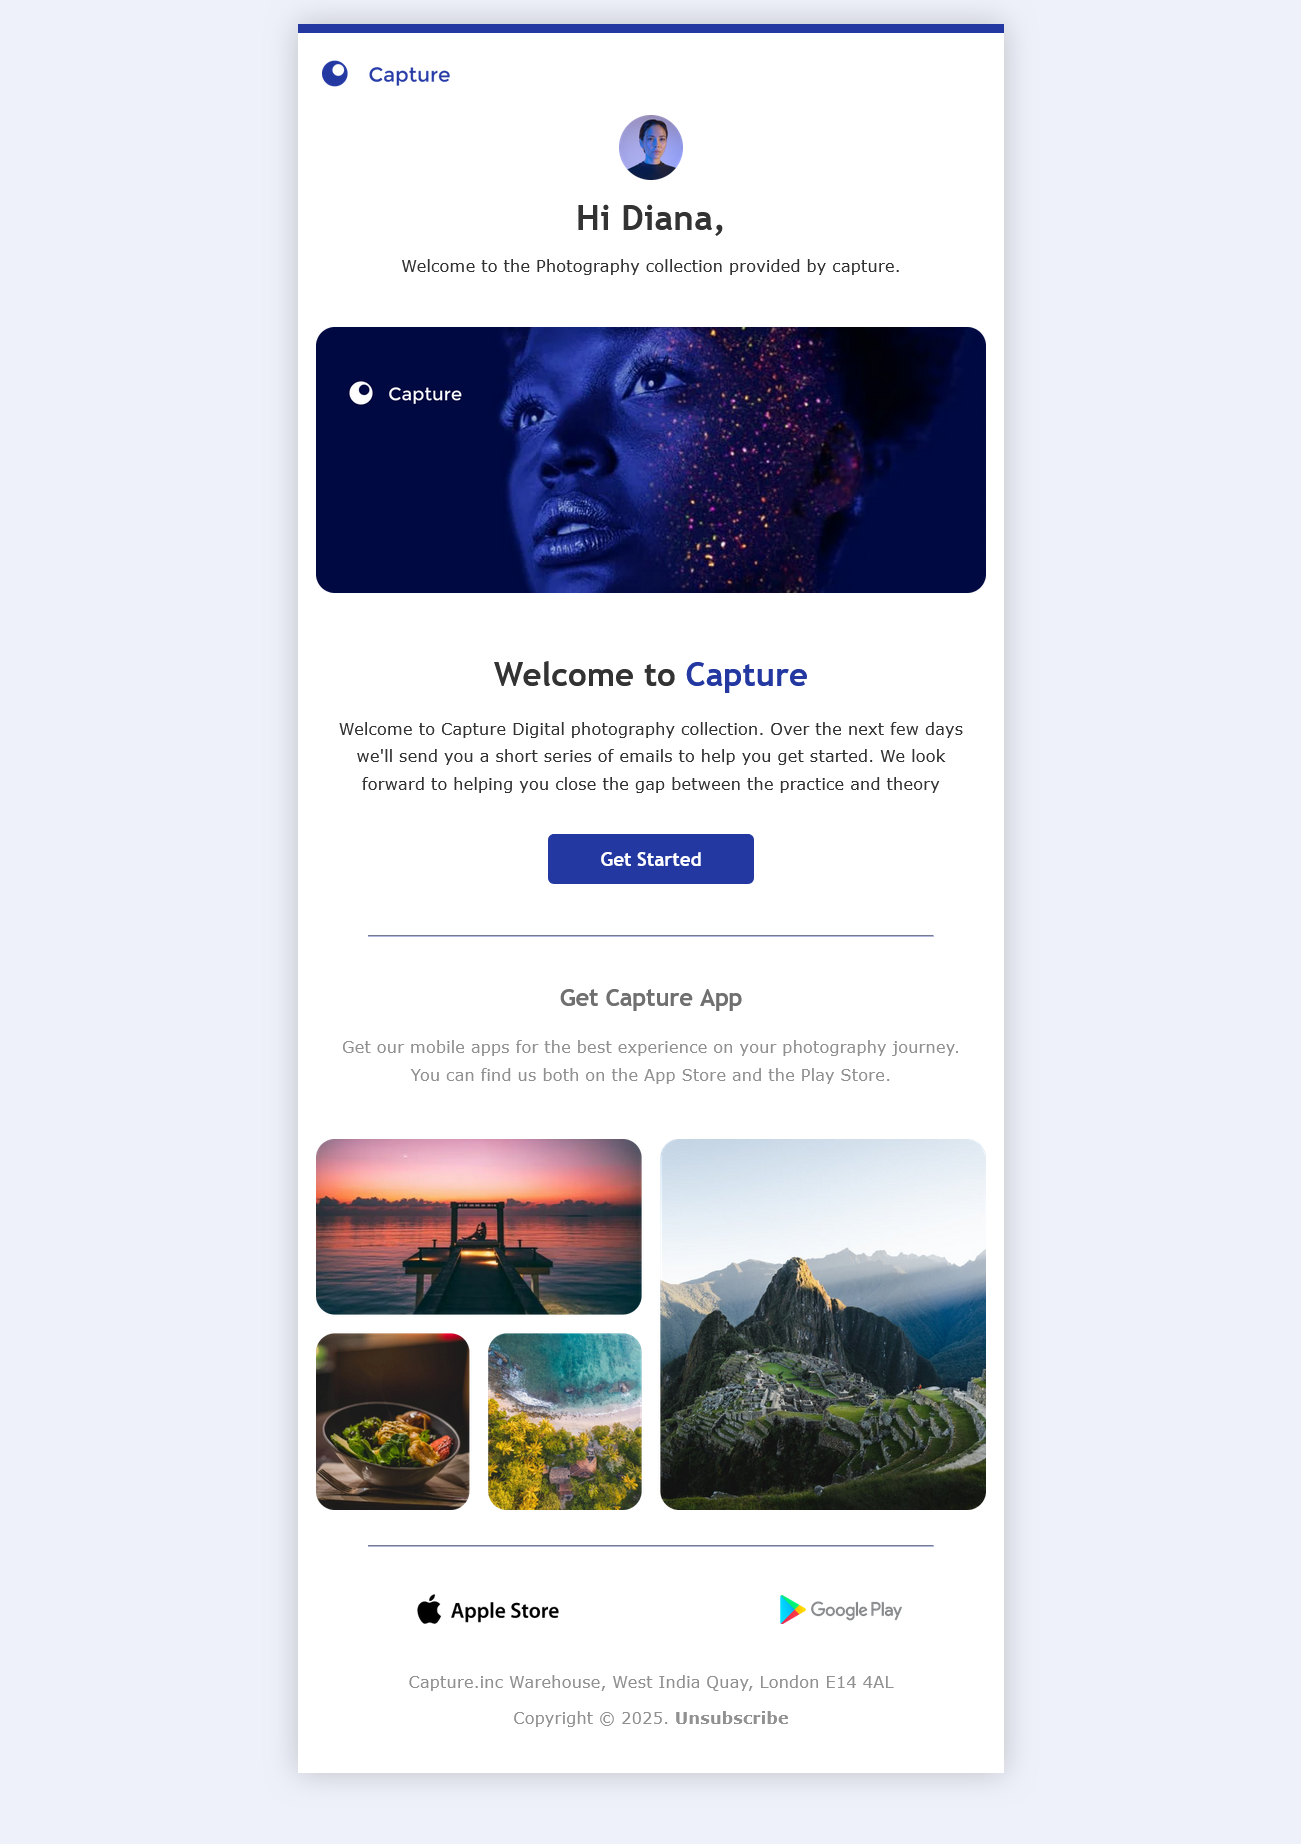 Capture
Hi Diana,
Welcome to the Photography collection provided by capture.
Capture
Welcome to Capture
Welcome to Capture Digital photography collection. Over the next few days
we'll send you a short series of emails to help you get started. We look
forward to helping you close the gap between the practice and theory
Get Started
Get Capture App
Get our mobile apps for the best experience on your photography journey.
You can find us both on the App Store and the Play Store.
Apple Store
Google Play
Capture.inc Warehouse, West India Quay, London E14 4AL
Copyright © 2025. Unsubscribe